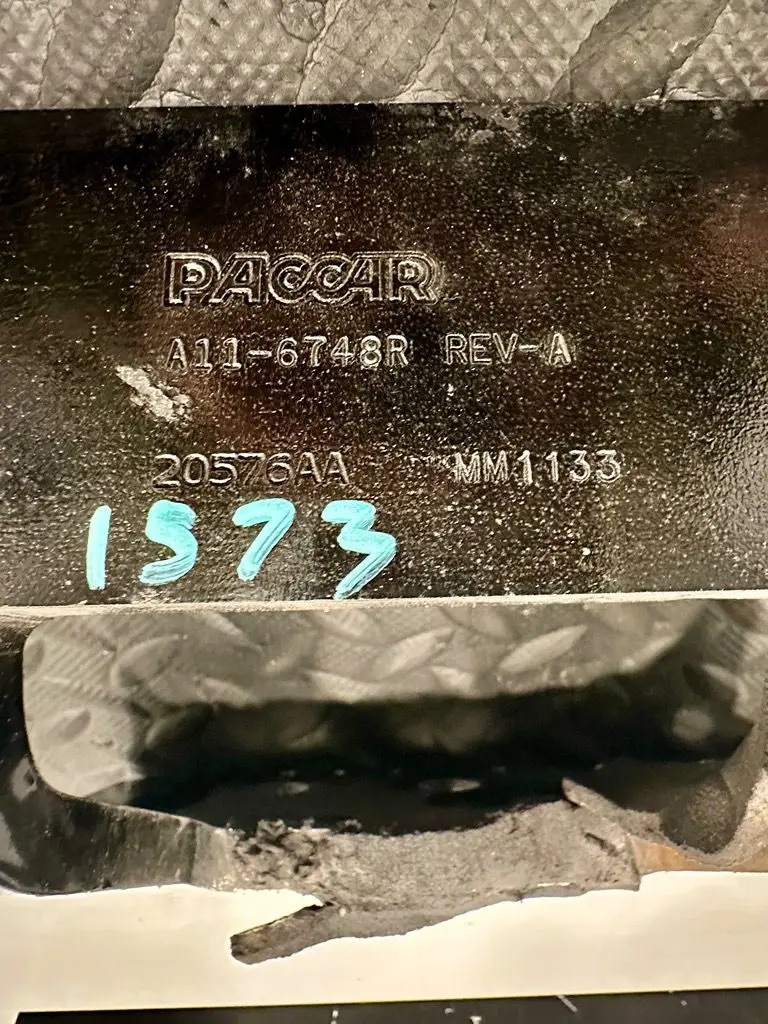 PACCAR
A11-6748R REV-A
20576AA MM1133
1573